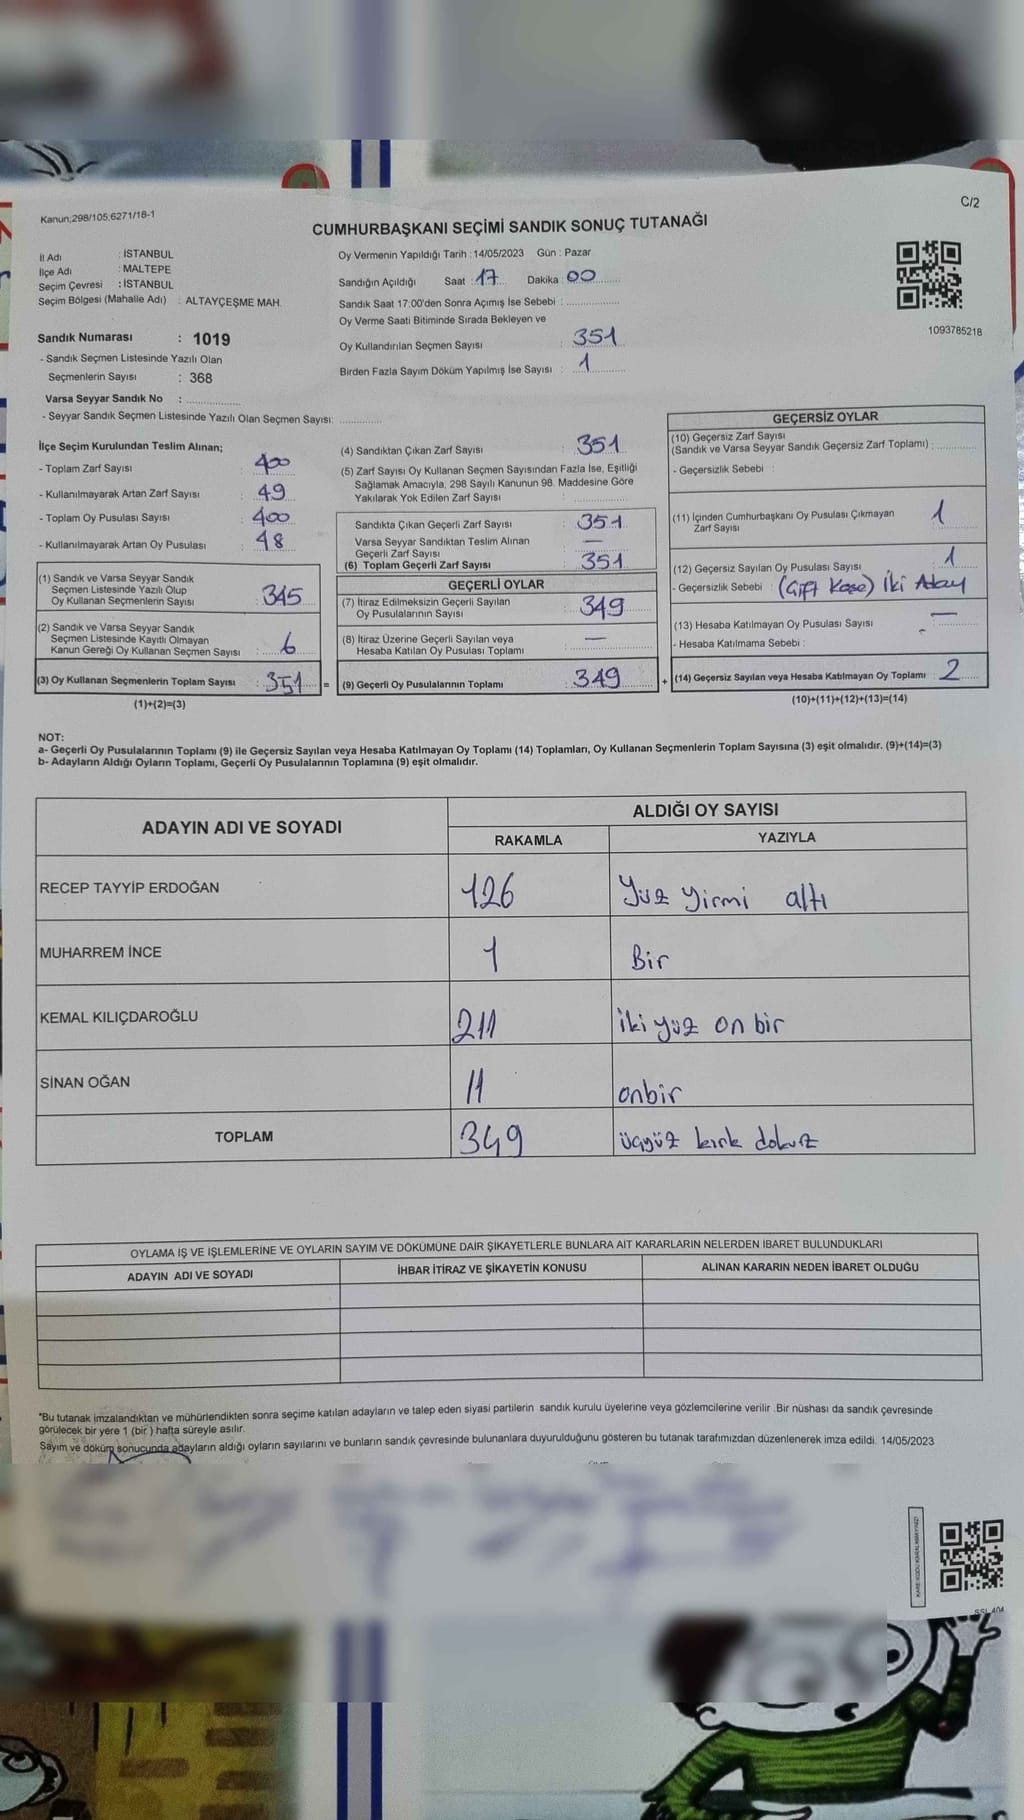 Kanun;298/105;6271/18-1
C/2
CUMHURBAŞKANI SEÇİMİ SANDIK SONUÇ TUTANAĞI
İl Adı : İSTANBUL
İlçe Adı : MALTEPE
Seçim Çevresi : İSTANBUL
Seçim Bölgesi (Mahalle Adı) : ALTAYÇEŞME MAH.
Oy Vermenin Yapıldığı Tarih : 14/05/2023 Gün : Pazar
Sandığın Açıldığı Saat : 17 Dakika : 00
Sandık Saat 17:00'den Sonra Açımış İse Sebebi :
Oy Verme Saati Bitiminde Sırada Bekleyen ve
Oy Kullandırılan Seçmen Sayısı : 351
Birden Fazla Sayım Döküm Yapılmış İse Sayısı : 1
1093785218
Sandık Numarası : 1019
- Sandık Seçmen Listesinde Yazılı Olan
Seçmenlerin Sayısı : 368
Varsa Seyyar Sandık No :
- Seyyar Sandık Seçmen Listesinde Yazılı Olan Seçmen Sayısı:
İlçe Seçim Kurulundan Teslim Alınan;
- Toplam Zarf Sayısı : 400
- Kullanılmayarak Artan Zarf Sayısı : 49
- Toplam Oy Pusulası Sayısı : 400
- Kullanılmayarak Artan Oy Pusulası : 48
(1) Sandık ve Varsa Seyyar Sandık
Seçmen Listesinde Yazılı Olup
Oy Kullanan Seçmenlerin Sayısı : 345
(2) Sandık ve Varsa Seyyar Sandık
Seçmen Listesinde Kayıtlı Olmayan
Kanun Gereği Oy Kullanan Seçmen Sayısı : 6
(3) Oy Kullanan Seçmenlerin Toplam Sayısı : 351 =
(1)+(2)=(3)
(4) Sandıktan Çıkan Zarf Sayısı : 351
(5) Zarf Sayısı Oy Kullanan Seçmen Sayısından Fazla İse, Eşitliği
Sağlamak Amacıyla, 298 Sayılı Kanunun 98. Maddesine Göre
Yakılarak Yok Edilen Zarf Sayısı :
Sandıkta Çıkan Geçerli Zarf Sayısı : 351
Varsa Seyyar Sandıktan Teslim Alınan
Geçerli Zarf Sayısı : —
(6) Toplam Geçerli Zarf Sayısı : 351
GEÇERLİ OYLAR
(7) İtiraz Edilmeksizin Geçerli Sayılan
Oy Pusulalarının Sayısı : 349
(8) İtiraz Üzerine Geçerli Sayılan veya
Hesaba Katılan Oy Pusulası Toplamı : —
(9) Geçerli Oy Pusulalarının Toplamı : 349 +
GEÇERSİZ OYLAR
(10) Geçersiz Zarf Sayısı
(Sandık ve Varsa Seyyar Sandık Geçersiz Zarf Toplamı) :
- Geçersizlik Sebebi :
(11) İçinden Cumhurbaşkanı Oy Pusulası Çıkmayan
Zarf Sayısı : 1
(12) Geçersiz Sayılan Oy Pusulası Sayısı : 1
- Geçersizlik Sebebi : (Çift Kaşe) İki Aday
(13) Hesaba Katılmayan Oy Pusulası Sayısı : —
- Hesaba Katılmama Sebebi :
(14) Geçersiz Sayılan veya Hesaba Katılmayan Oy Toplamı : 2
(10)+(11)+(12)+(13)=(14)
NOT:
a- Geçerli Oy Pusulalarının Toplamı (9) ile Geçersiz Sayılan veya Hesaba Katılmayan Oy Toplamı (14) Toplamları, Oy Kullanan Seçmenlerin Toplam Sayısına (3) eşit olmalıdır. (9)+(14)=(3)
b- Adayların Aldığı Oyların Toplamı, Geçerli Oy Pusulalarının Toplamına (9) eşit olmalıdır.
ADAYIN ADI VE SOYADI
ALDIĞI OY SAYISI
RAKAMLA YAZIYLA
RECEP TAYYİP ERDOĞAN 126 Yüz Yirmi altı
MUHARREM İNCE 1 Bir
KEMAL KILIÇDAROĞLU 211 iki yüz on bir
SİNAN OĞAN 11 onbir
TOPLAM 349 üçyüz kırk dokuz
OYLAMA İŞ VE İŞLEMLERİNE VE OYLARIN SAYIM VE DÖKÜMÜNE DAİR ŞİKAYETLERLE BUNLARA AİT KARARLARIN NELERDEN İBARET BULUNDUKLARI
ADAYIN ADI VE SOYADI İHBAR İTİRAZ VE ŞİKAYETİN KONUSU ALINAN KARARIN NEDEN İBARET OLDUĞU
*Bu tutanak imzalandıktan ve mühürlendikten sonra seçime katılan adayların ve talep eden siyasi partilerin sandık kurulu üyelerine veya gözlemcilerine verilir .Bir nüshası da sandık çevresinde
görülecek bir yere 1 (bir ) hafta süreyle asılır.
Sayım ve döküm sonucunda adayların aldığı oyların sayılarını ve bunların sandık çevresinde bulunanlara duyurulduğunu gösteren bu tutanak tarafımızdan düzenlenerek imza edildi. 14/05/2023